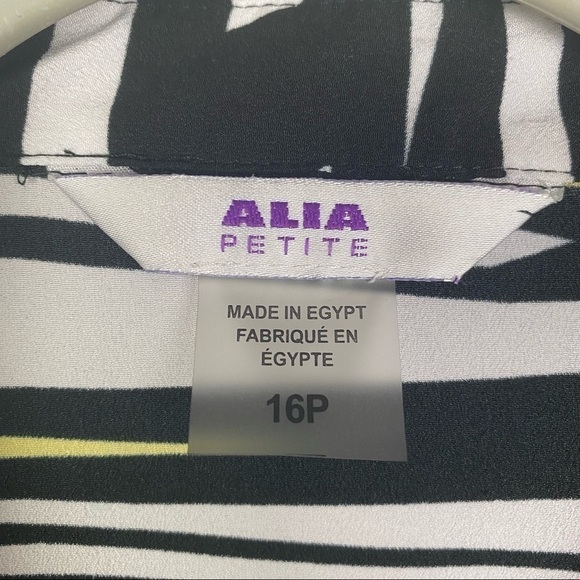 ALIA
PETITE
MADE IN EGYPT
FABRIQUÉ EN
ÉGYPTE
16P